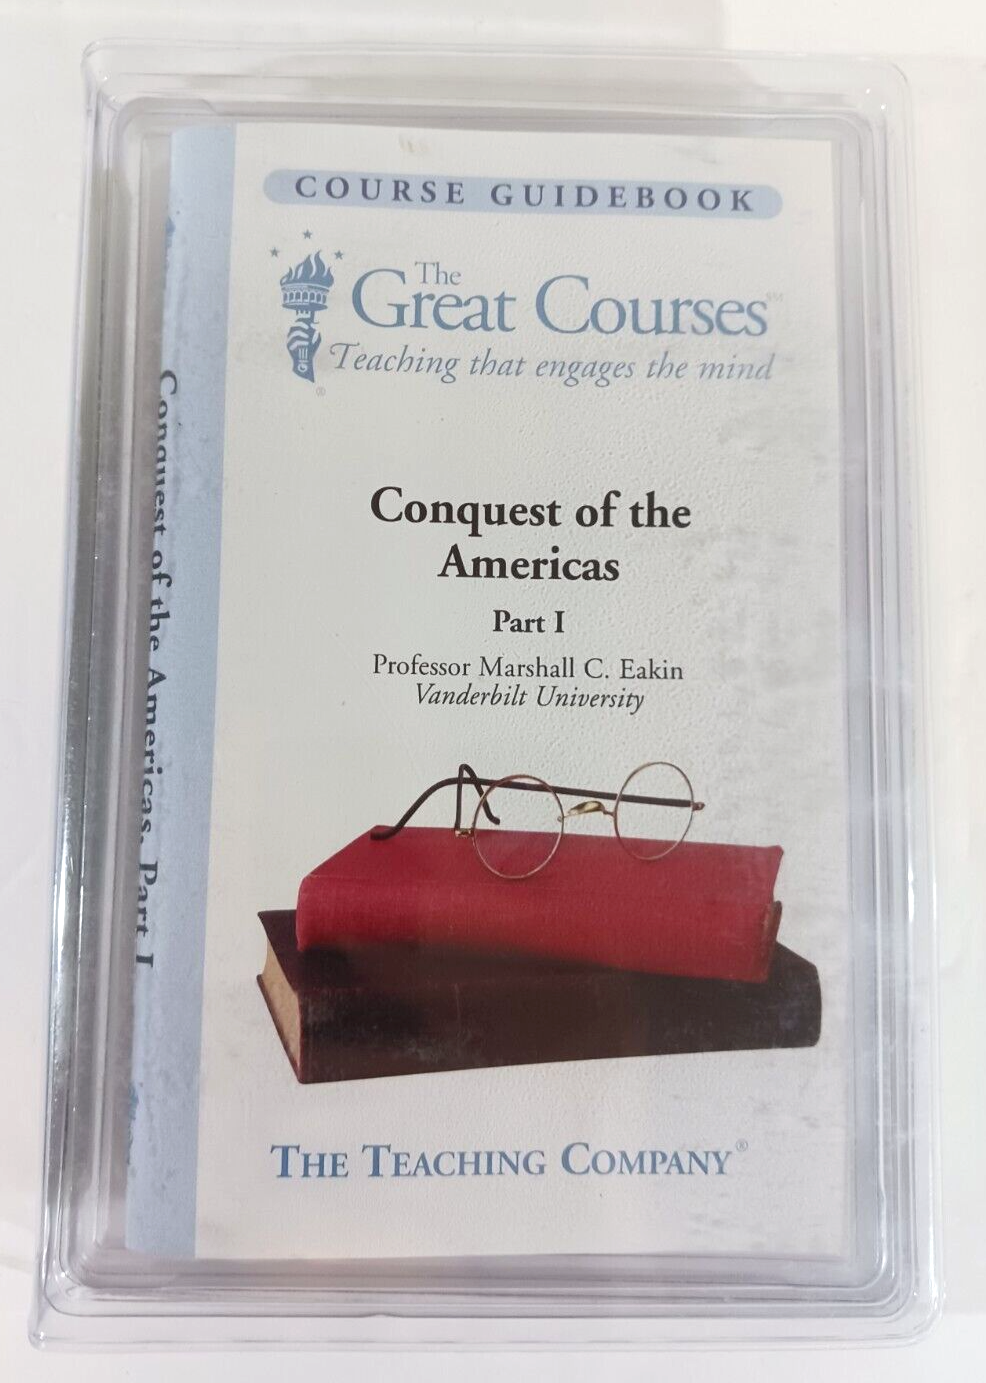 COURSE GUIDEBOOK
The
Great Courses℠
Teaching that engages the mind
®
Conquest of the
Americas
Part I
Professor Marshall C. Eakin
Vanderbilt University
THE TEACHING COMPANY®
Conquest of the Americas, Part I